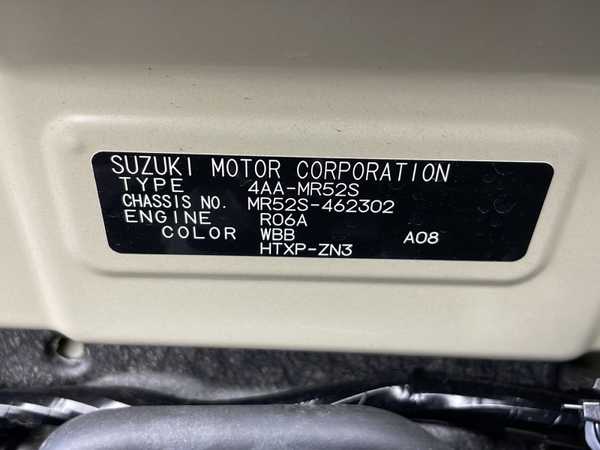 SUZUKI MOTOR CORPORATION
TYPE 4AA-MR52S
CHASSIS NO. MR52S-462302
ENGINE R06A
COLOR WBB A08
HTXP-ZN3